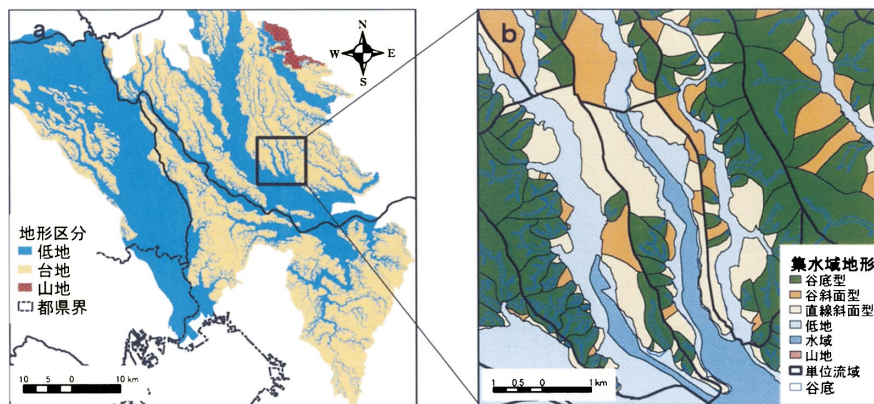 a
N
W E
S
地形区分
低地
台地
山地
都県界
10 5 0 10 km
b
集水域地形
谷底型
谷斜面型
直線斜面型
低地
水域
山地
単位流域
谷底
1 0.5 0 1 km